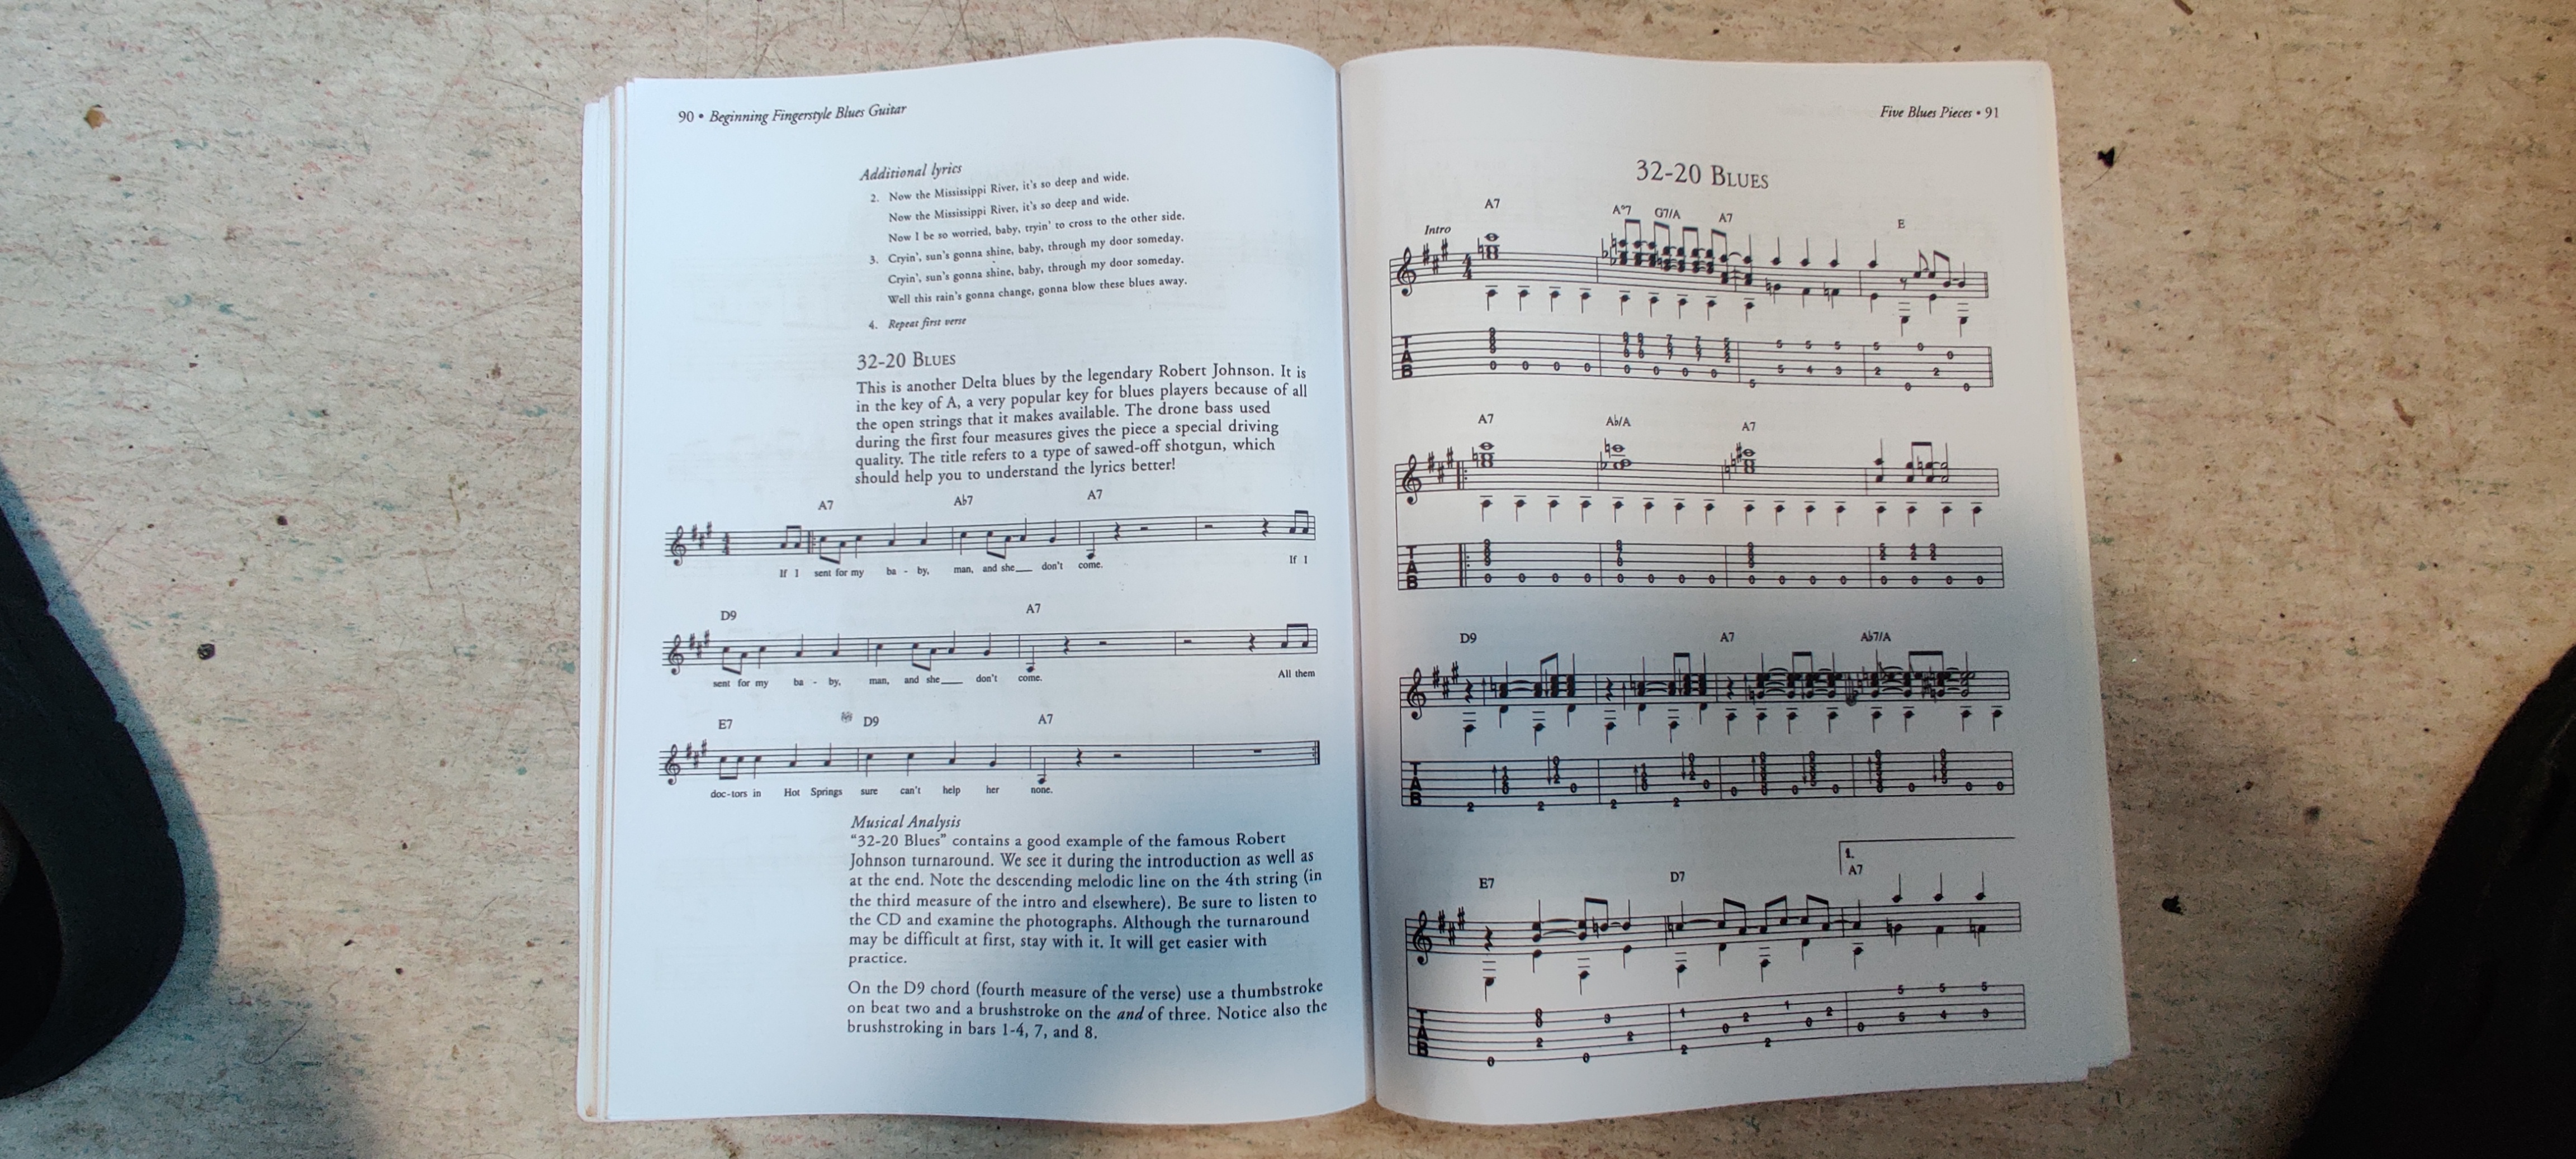 90 • Beginning Fingerstyle Blues Guitar
Additional lyrics
2. Now the Mississippi River, it's so deep and wide.
Now the Mississippi River, it's so deep and wide.
Now I be so worried, baby, tryin' to cross to the other side.
3. Cryin', sun's gonna shine, baby, through my door someday.
Cryin', sun's gonna shine, baby, through my door someday.
Well this rain's gonna change, gonna blow these blues away.
4. Repeat first verse
32-20 BLUES
This is another Delta blues by the legendary Robert Johnson. It is
in the key of A, a very popular key for blues players because of all
the open strings that it makes available. The drone bass used
during the first four measures gives the piece a special driving
quality. The title refers to a type of sawed-off shotgun, which
should help you to understand the lyrics better!
A7 A♭7 A7
If I sent for my ba - by, man, and she don't come. If I
D9 A7
sent for my ba - by, man, and she don't come. All them
E7 D9 A7
doc-tors in Hot Springs sure can't help her none.
Musical Analysis
"32-20 Blues" contains a good example of the famous Robert
Johnson turnaround. We see it during the introduction as well as
at the end. Note the descending melodic line on the 4th string (in
the third measure of the intro and elsewhere). Be sure to listen to
the CD and examine the photographs. Although the turnaround
may be difficult at first, stay with it. It will get easier with
practice.
On the D9 chord (fourth measure of the verse) use a thumbstroke
on beat two and a brushstroke on the and of three. Notice also the
brushstroking in bars 1-4, 7, and 8.
Five Blues Pieces • 91
32-20 BLUES
Intro
A7 A°7 G7/A A7 E
T A B
A7 A♭/A A7
T A B
D9 A7 A♭7/A
T A B
E7 D7 1. A7
T A B